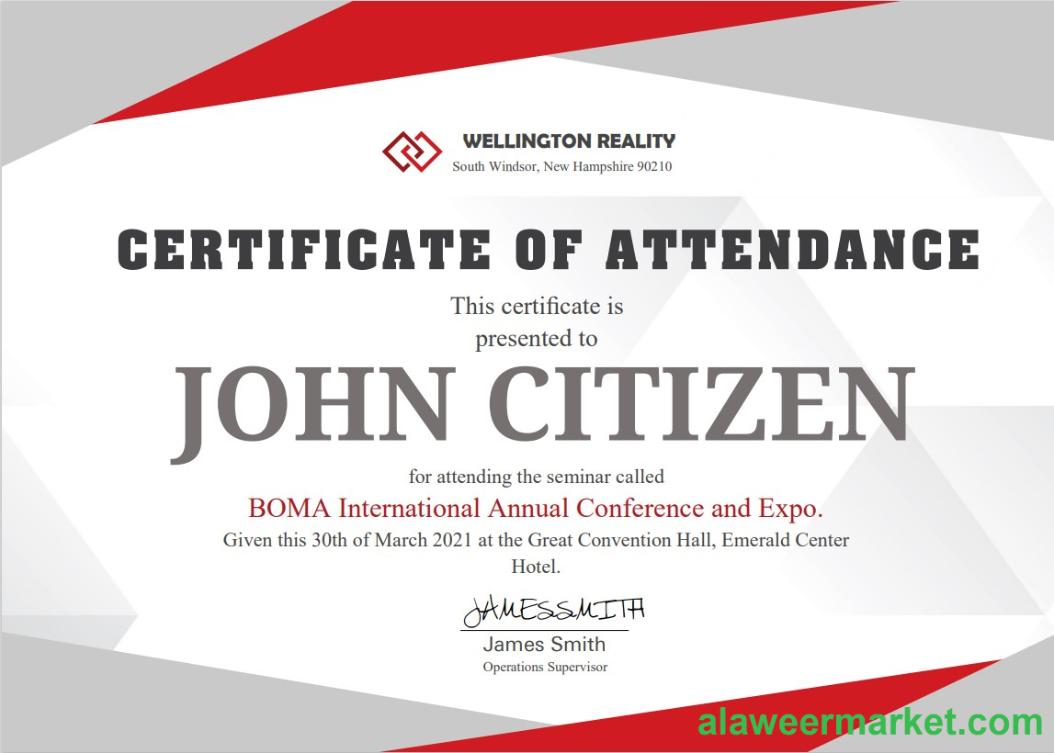 WELLINGTON REALITY
South Windsor, New Hampshire 90210
CERTIFICATE OF ATTENDANCE
This certificate is
presented to
JOHN CITIZEN
for attending the seminar called
BOMA International Annual Conference and Expo.
Given this 30th of March 2021 at the Great Convention Hall, Emerald Center
Hotel.
JAMESSMITH
James Smith
Operations Supervisor
alaweermarket.com